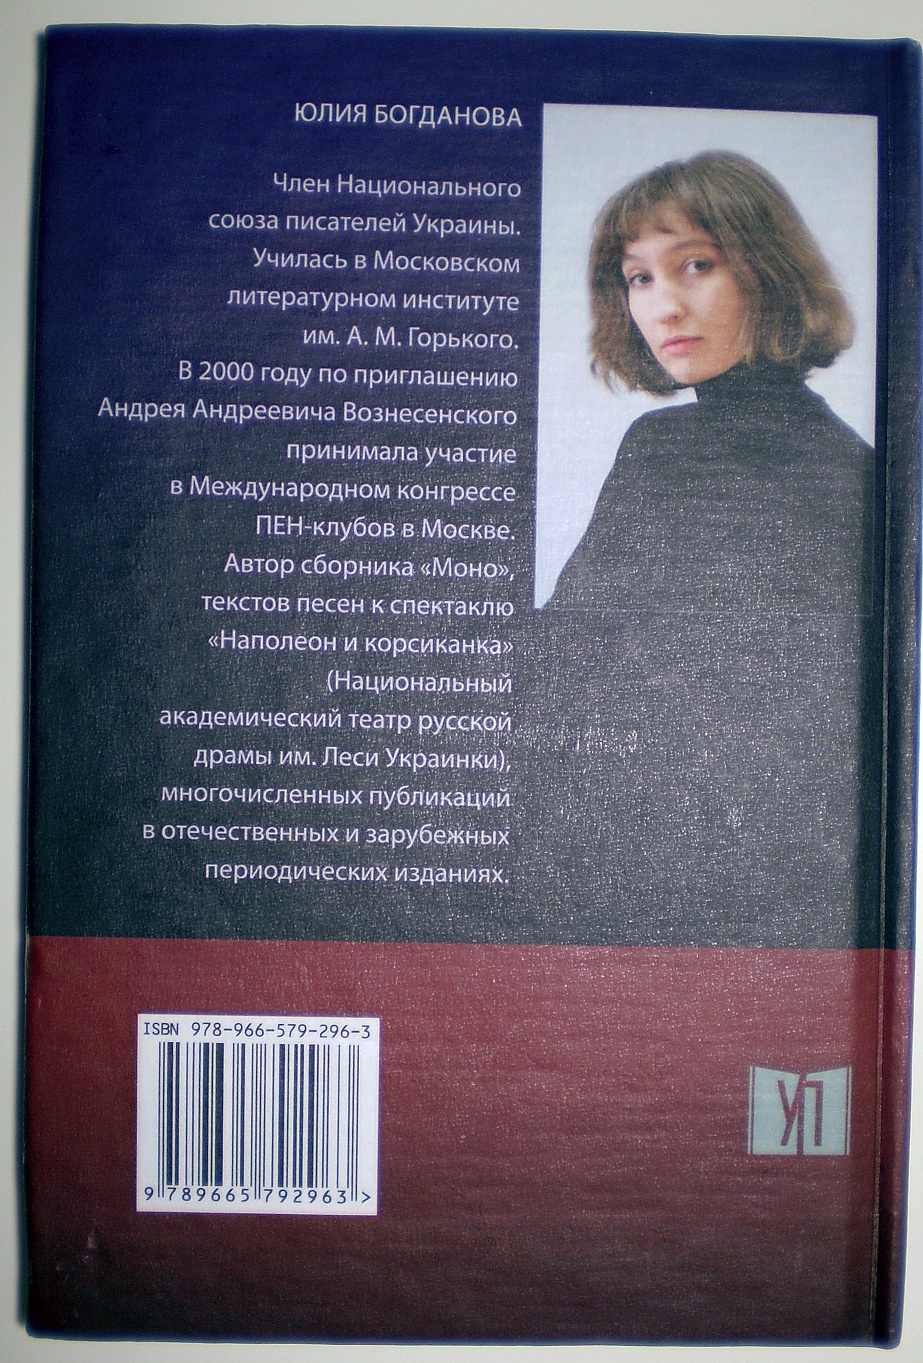 ЮЛИЯ БОГДАНОВА
Член Национального
союза писателей Украины.
Училась в Московском
литературном институте
им. А. М. Горького.
В 2000 году по приглашению
Андрея Андреевича Вознесенского
принимала участие
в Международном конгрессе
ПЕН-клубов в Москве.
Автор сборника «Моно»,
текстов песен к спектаклю
«Наполеон и корсиканка»
(Национальный
академический театр русской
драмы им. Леси Украинки),
многочисленных публикаций
в отечественных и зарубежных
периодических изданиях.
ISBN 978-966-579-296-3
9 789665 792963 >
УП